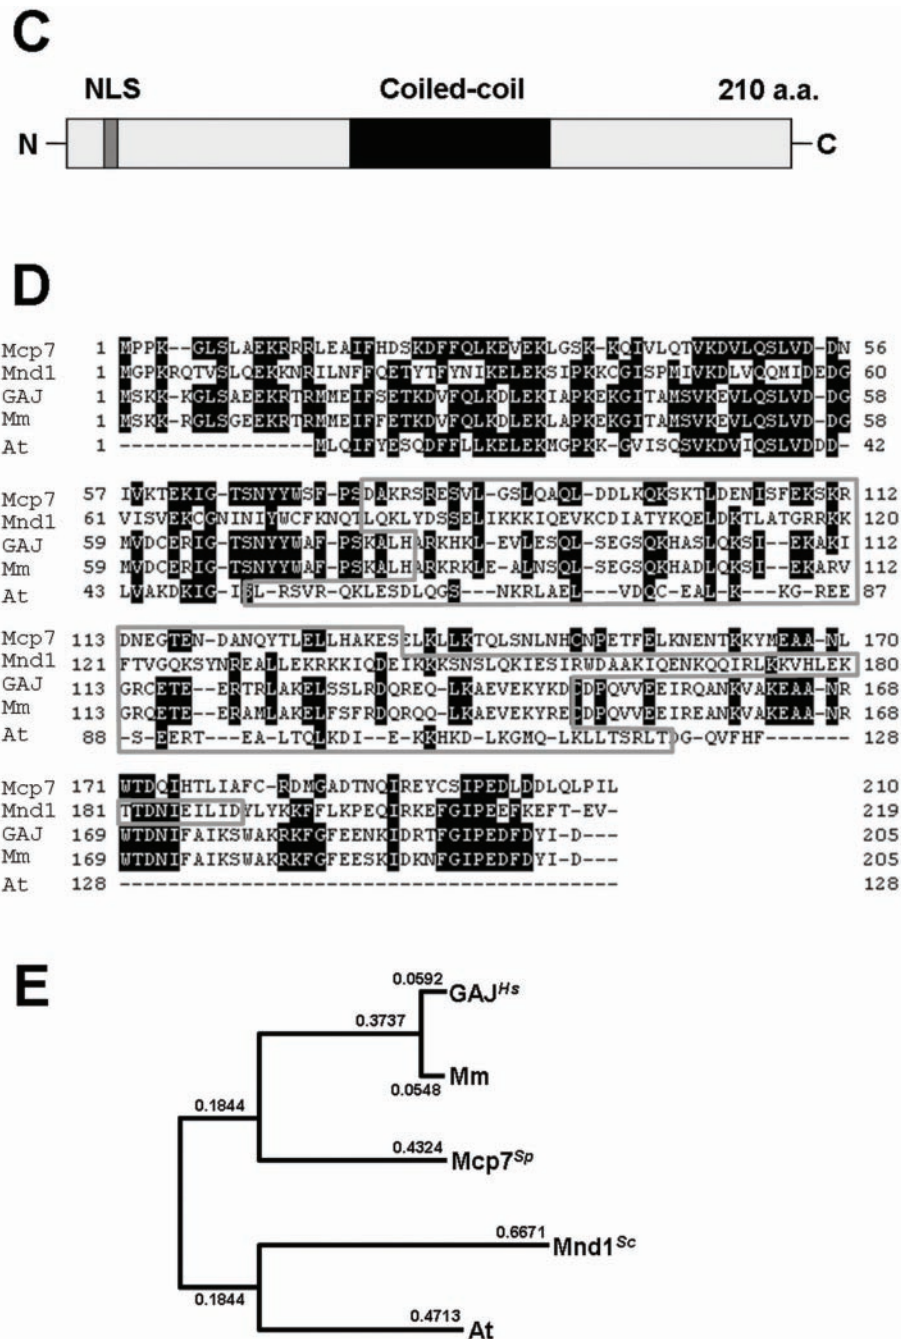 C
NLS Coiled-coil 210 a.a.
N C
D
Mcp7 1 MPPK--GLSLAEKRRRLEAIFHDSKDFFQLKEVEKLGSK-KQIVLQTVKDVLQSLVD-DN 56
Mnd1 1 MGPKRQTVSLQEKKNRILNFFQETYTFYNIKELEKSIPKKCGISPMIVKDLVQQMIDEDG 60
GAJ 1 MSKK-KGLSAEEKRTRMMEIFSETKDVFQLKDLEKIAPKEKGITAMSVKEVLQSLVD-DG 58
Mm 1 MSKK-RGLSGEEKRTRMMEIFFETKDVFQLKDLEKLAPKEKGITAMSVKEVLQSLVD-DG 58
At 1 ----------------MLQIFYESQDFFLLKELEKMGPKK-GVISQSVKDVIQSLVDDD- 42
Mcp7 57 IVKTEKIG-TSNYYWSF-PSDAKRSRESVL-GSLQAQL-DDLKQKSKTLDENISFEKSKR 112
Mnd1 61 VISVEKCGNINIYWCFKNQTLQKLYDSSELIKKKIQEVKCDIATYKQELDKTLATGRRKK 120
GAJ 59 MVDCERIG-TSNYYWAF-PSKALHARKHKL-EVLESQL-SEGSQKHASLQKSI--EKAKI 112
Mm 59 MVDCERIG-TSNYYWAF-PSKALHARKRKLE-ALNSQL-SEGSQKHADLQKSI--EKARV 112
At 43 LVAKDKIG-ISL-RSVR-QKLESDLQGS---NKRLAEL---VDQC-EAL-K---KG-REE 87
Mcp7 113 DNEGTEN-DANQYTLELLHAKESELKLLKTQLSNLNHCNPETFELKNENTKKYMEAA-NL 170
Mnd1 121 FTVGQKSYNREALLEKRKKIQDEIKKKSNSLQKIESIRWDAAKIQENKQQIRLKKVHLEK 180
GAJ 113 GRCETE--ERTRLAKELSSLRDQREQ-LKAEVEKYKDCDPQVVEEIRQANKVAKEAA-NR 168
Mm 113 GRQETE--ERAMLAKELFSFRDQRQQ-LKAEVEKYRECDPQVVEEIREANKVAKEAA-NR 168
At 88 -S-EERT---EA-LTQLKDI--E-KKHKD-LKGMQ-LKLLTSRLTDG-QVFHF------- 128
Mcp7 171 WTDQIHTLIAFC-RDMGADTNQIREYCSIPEDLDDLQLPIL 210
Mnd1 181 TTDNIEILIDYLYKKFFLKPEQIRKEFGIPEEFKEFT-EV- 219
GAJ 169 WTDNIFAIKSWAKRKFGFEENKIDRTFGIPEDFDYI-D--- 205
Mm 169 WTDNIFAIKSWAKRKFGFEESKIDKNFGIPEDFDYI-D--- 205
At 128 ----------------------------------------- 128
E
0.0592
GAJHs
0.3737
Mm
0.0548
0.1844
0.4324
Mcp7Sp
0.6671
Mnd1Sc
0.1844
0.4713
At